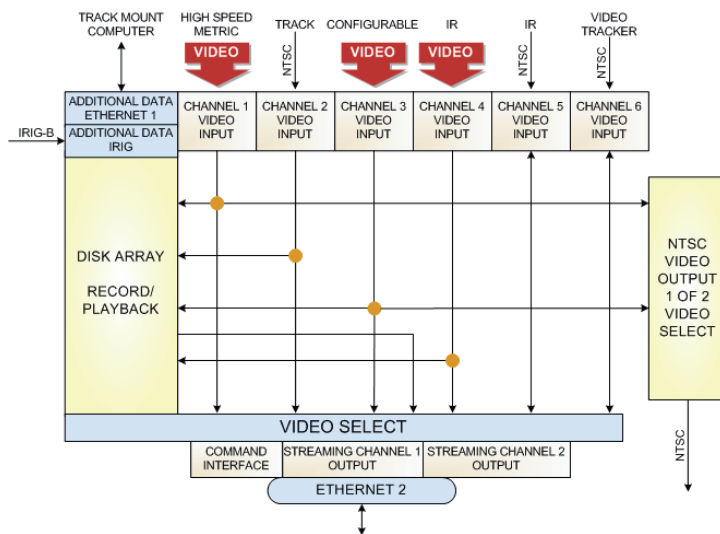 TRACK MOUNT
COMPUTER
HIGH SPEED
METRIC
TRACK
CONFIGURABLE
IR
IR
VIDEO
TRACKER
VIDEO
NTSC
VIDEO
VIDEO
NTSC
NTSC
IRIG-B
ADDITIONAL DATA
ETHERNET 1
ADDITIONAL DATA
IRIG
CHANNEL 1
VIDEO
INPUT
CHANNEL 2
VIDEO
INPUT
CHANNEL 3
VIDEO
INPUT
CHANNEL 4
VIDEO
INPUT
CHANNEL 5
VIDEO
INPUT
CHANNEL 6
VIDEO
INPUT
DISK ARRAY
RECORD/
PLAYBACK
NTSC
VIDEO
OUTPUT
1 OF 2
VIDEO
SELECT
VIDEO SELECT
COMMAND
INTERFACE
STREAMING CHANNEL 1
OUTPUT
STREAMING CHANNEL 2
OUTPUT
ETHERNET 2
NTSC